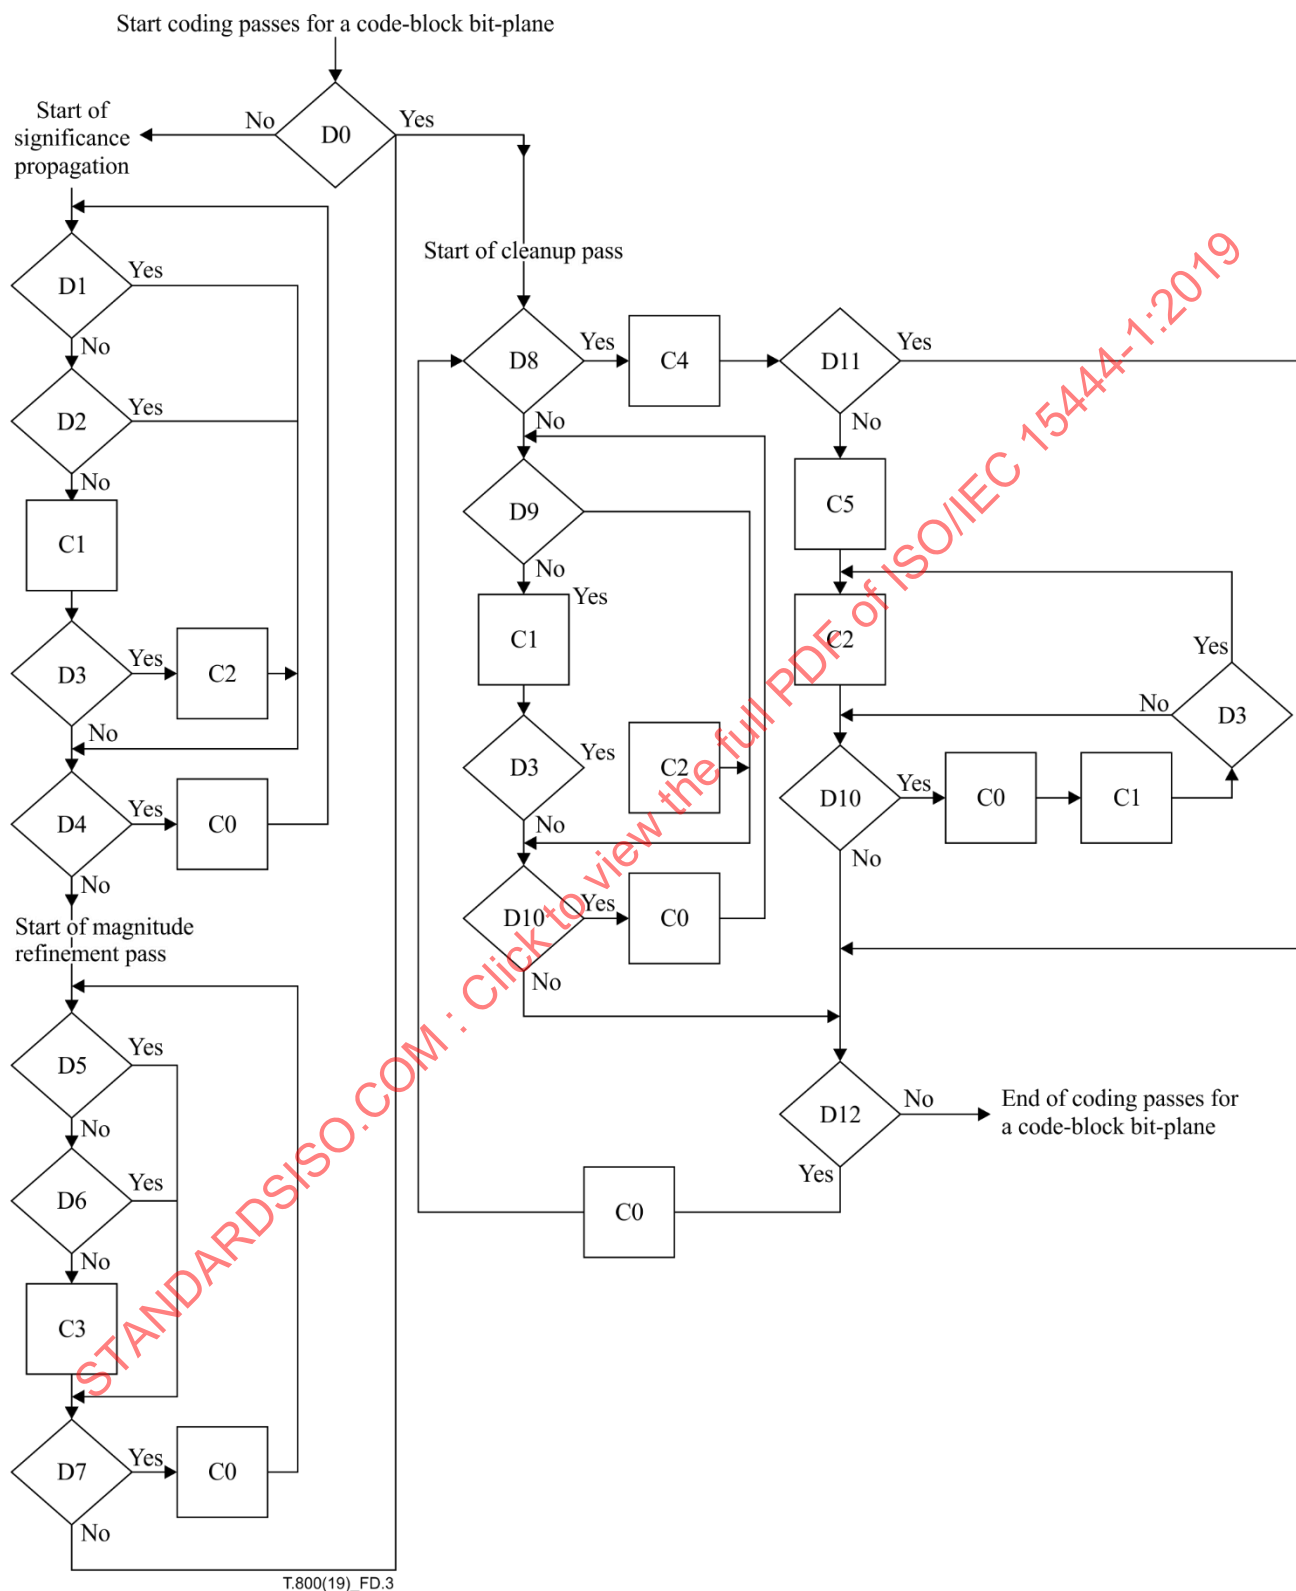 Start coding passes for a code-block bit-plane
D0
No
Yes
Start of
significance
propagation
D1
Yes
No
D2
Yes
No
C1
D3
Yes
C2
No
D4
Yes
C0
No
Start of magnitude
refinement pass
D5
Yes
No
D6
Yes
No
C3
D7
Yes
C0
No
Start of cleanup pass
D8
Yes
C4
D11
Yes
No
No
D9
No
Yes
C1
D3
Yes
C2
No
D10
Yes
C0
No
C5
C2
Yes
No
D3
D10
Yes
C0
C1
No
D12
No
End of coding passes for
a code-block bit-plane
Yes
C0
T.800(19)_FD.3
STANDARDSISO.COM : Click to view the full PDF of ISO/IEC 15444-1:2019